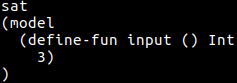 sat
(model
  (define-fun input () Int
    3)
)